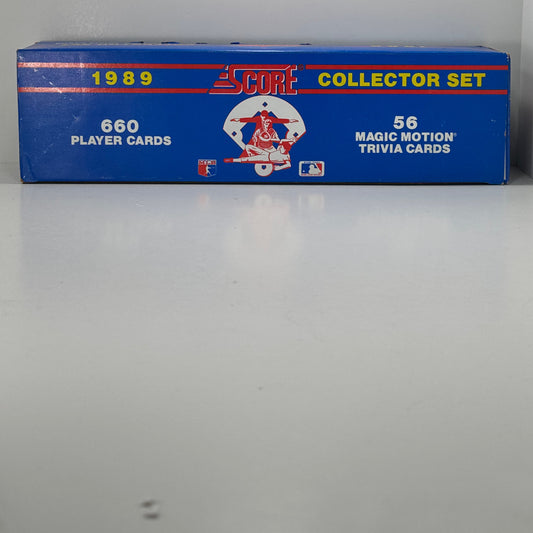 1989 SCORE® COLLECTOR SET
660
PLAYER CARDS
56
MAGIC MOTION®
TRIVIA CARDS